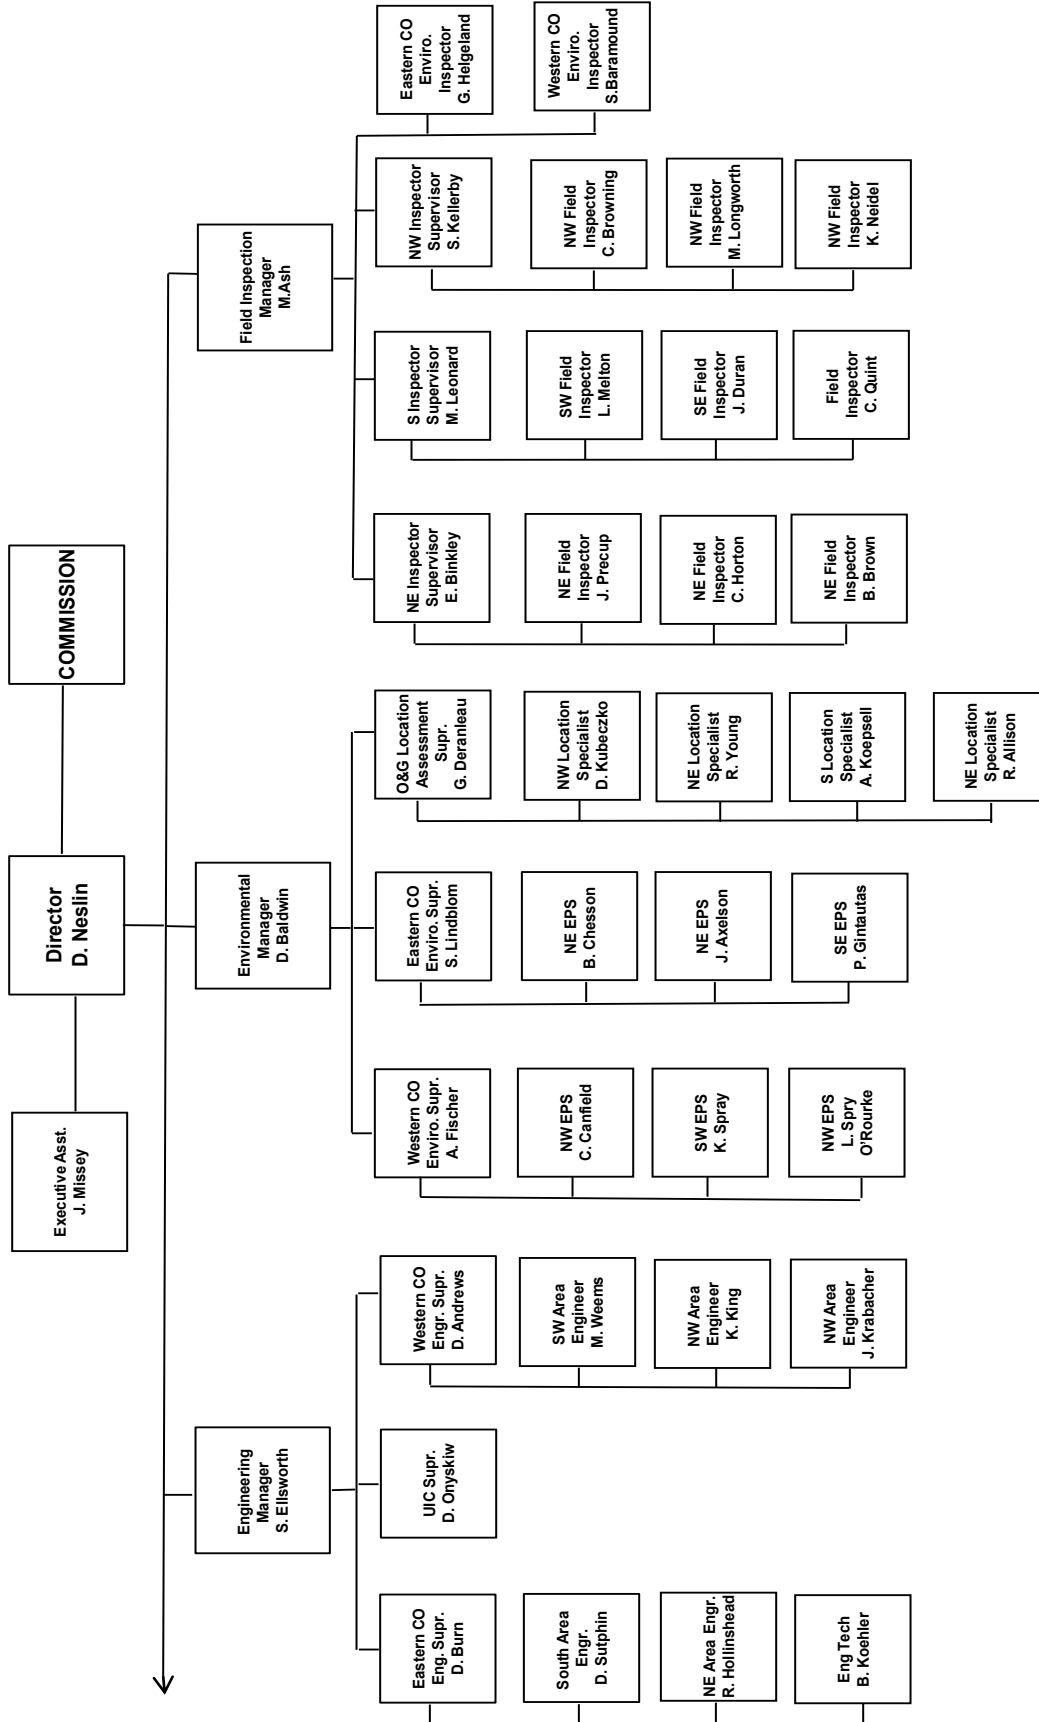 COMMISSION
Director
D. Neslin
Executive Asst.
J. Missey
Engineering
Manager
S. Ellsworth
Environmental
Manager
D. Baldwin
Field Inspection
Manager
M.Ash
Eastern CO
Eng. Supr.
D. Burn
South Area
Engr.
D. Sutphin
NE Area Engr.
R. Hollinshead
Eng Tech
B. Koehler
UIC Supr.
D. Onyskiw
Western CO
Engr. Supr.
D. Andrews
SW Area
Engineer
M. Weems
NW Area
Engineer
K. King
NW Area
Engineer
J. Krabacher
Western CO
Enviro. Supr.
A. Fischer
NW EPS
C. Canfield
SW EPS
K. Spray
NW EPS
L. Spry
O'Rourke
Eastern CO
Enviro. Supr.
S. Lindblom
NE EPS
B. Chesson
NE EPS
J. Axelson
SE EPS
P. Gintautas
O&G Location
Assessment
Supr.
G. Deranleau
NW Location
Specialist
D. Kubeczko
NE Location
Specialist
R. Young
S Location
Specialist
A. Koepsell
NE Location
Specialist
R. Allison
NE Inspector
Supervisor
E. Binkley
NE Field
Inspector
J. Precup
NE Field
Inspector
C. Horton
NE Field
Inspector
B. Brown
S Inspector
Supervisor
M. Leonard
SW Field
Inspector
L. Melton
SE Field
Inspector
J. Duran
Field
Inspector
C. Quint
NW Inspector
Supervisor
S. Kellerby
NW Field
Inspector
C. Browning
NW Field
Inspector
M. Longworth
NW Field
Inspector
K. Neidel
Eastern CO
Enviro.
Inspector
G. Helgeland
Western CO
Enviro.
Inspector
S.Baramound